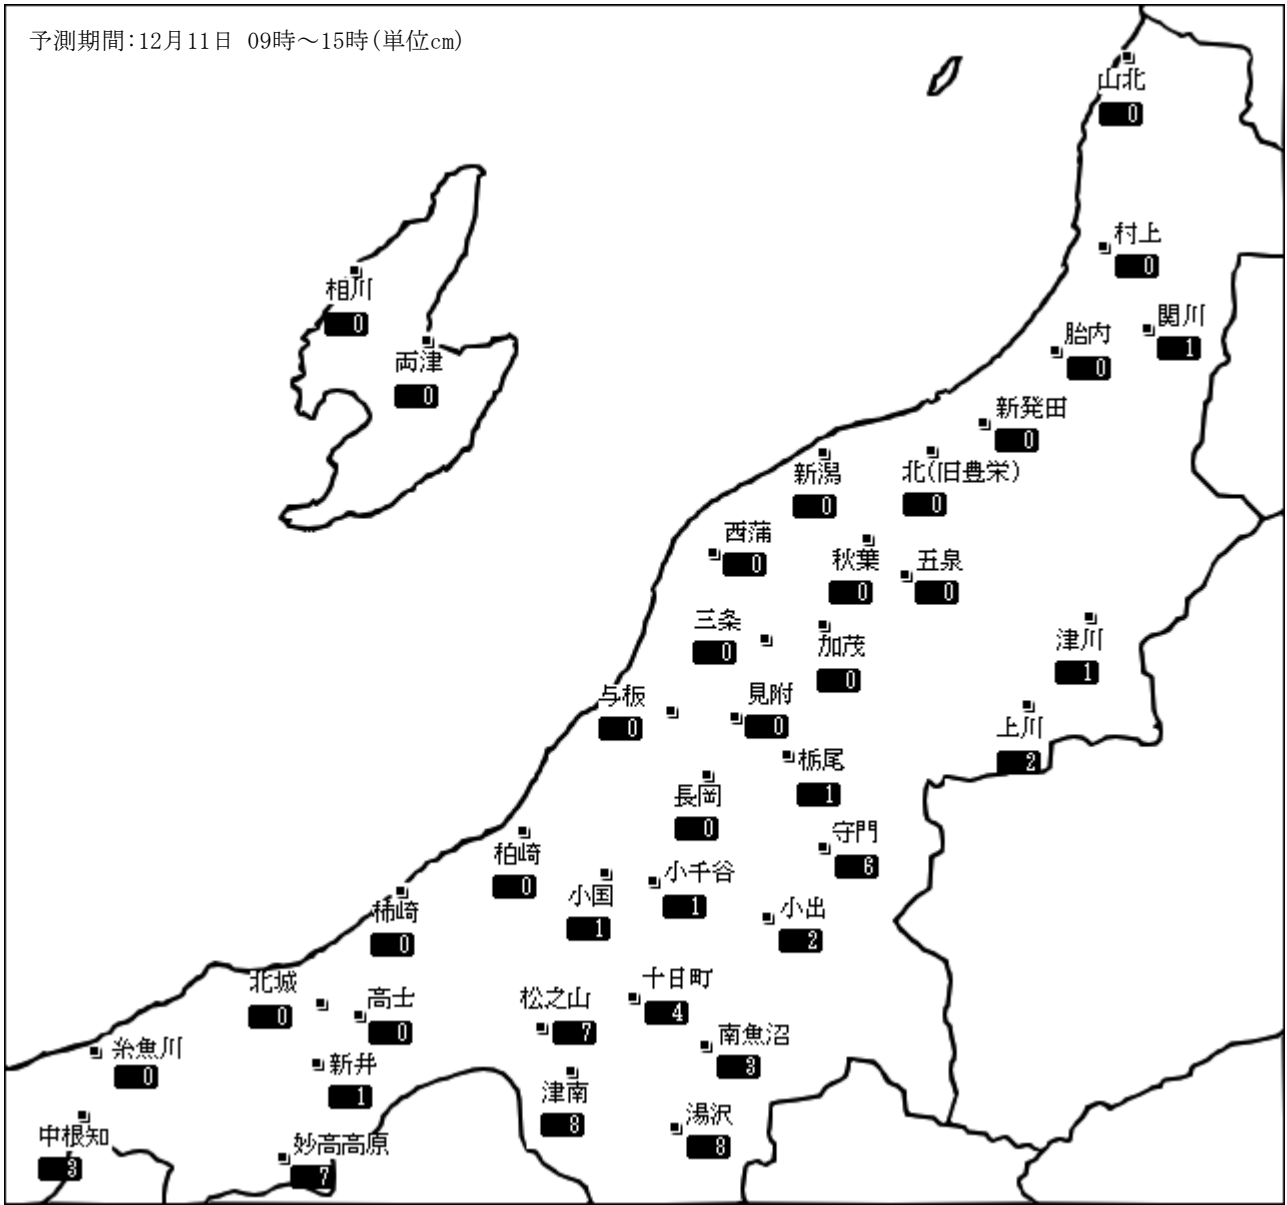 予測期間:12月11日 09時～15時(単位cm)
山北
0
村上
0
相川
0
関川
1
胎内
0
両津
0
新発田
0
新潟
0
北(旧豊栄)
0
西蒲
0
秋葉
0
五泉
0
三条
0
加茂
0
津川
1
与板
0
見附
0
上川
2
栃尾
1
長岡
0
守門
6
柏崎
0
小国
1
小千谷
1
小出
2
柿崎
0
北城
0
高士
0
松之山
7
十日町
4
南魚沼
3
糸魚川
0
新井
1
津南
8
湯沢
8
中根知
3
妙高高原
7